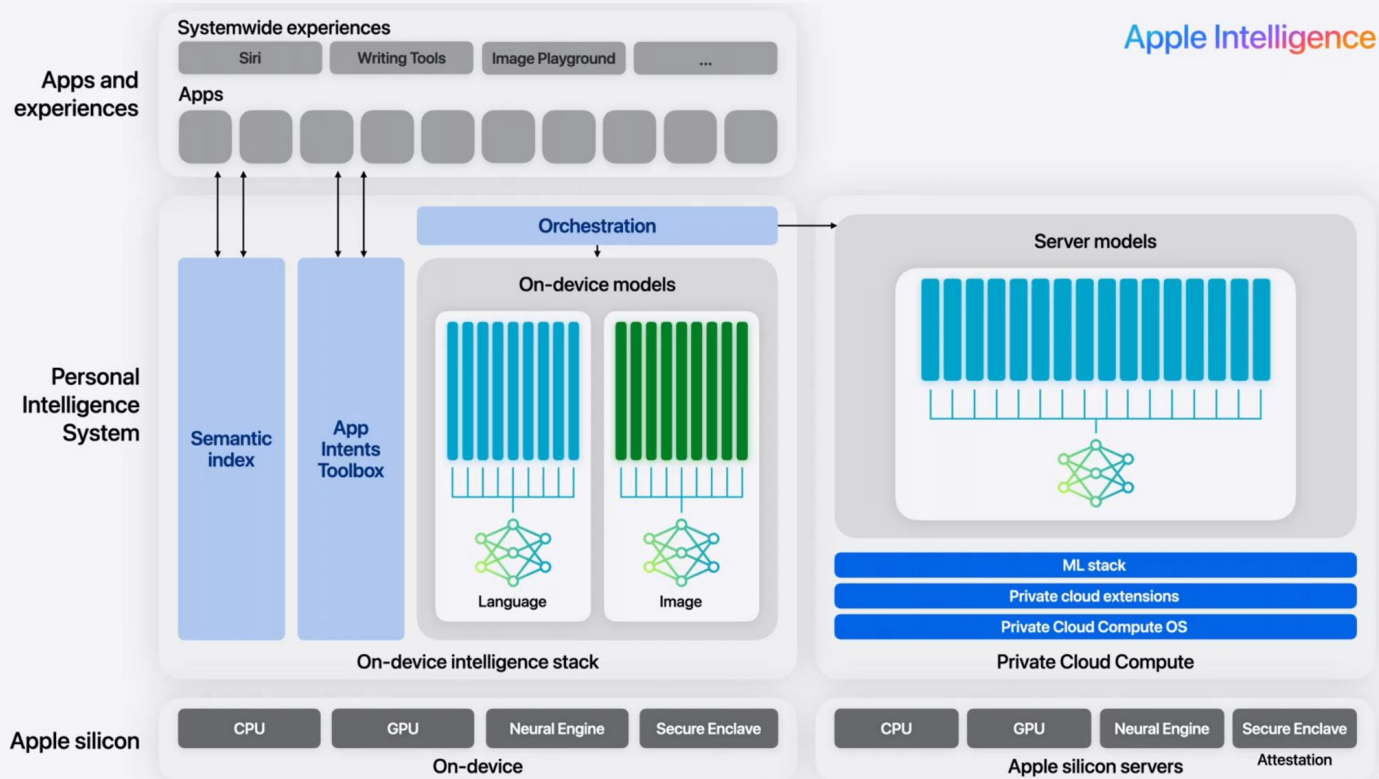 Apple Intelligence
Systemwide experiences
Siri
Writing Tools
Image Playground
...
Apps and
experiences
Apps
Orchestration
Server models
On-device models
Personal
Intelligence
System
Semantic
index
App
Intents
Toolbox
Language
Image
ML stack
Private cloud extensions
Private Cloud Compute OS
On-device intelligence stack
Private Cloud Compute
Apple silicon
CPU
GPU
Neural Engine
Secure Enclave
On-device
CPU
GPU
Neural Engine
Secure Enclave
Attestation
Apple silicon servers